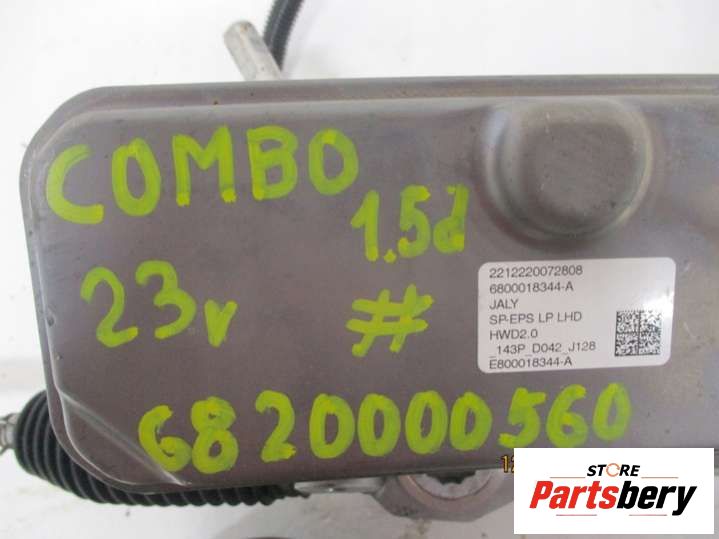 COMBO
1.5d
23v #
6820000560
2212220072808
6800018344-A
JALY
SP-EPS LP LHD
HWD2.0
_143P_D042_J128
E800018344-A
STORE
Partsbery